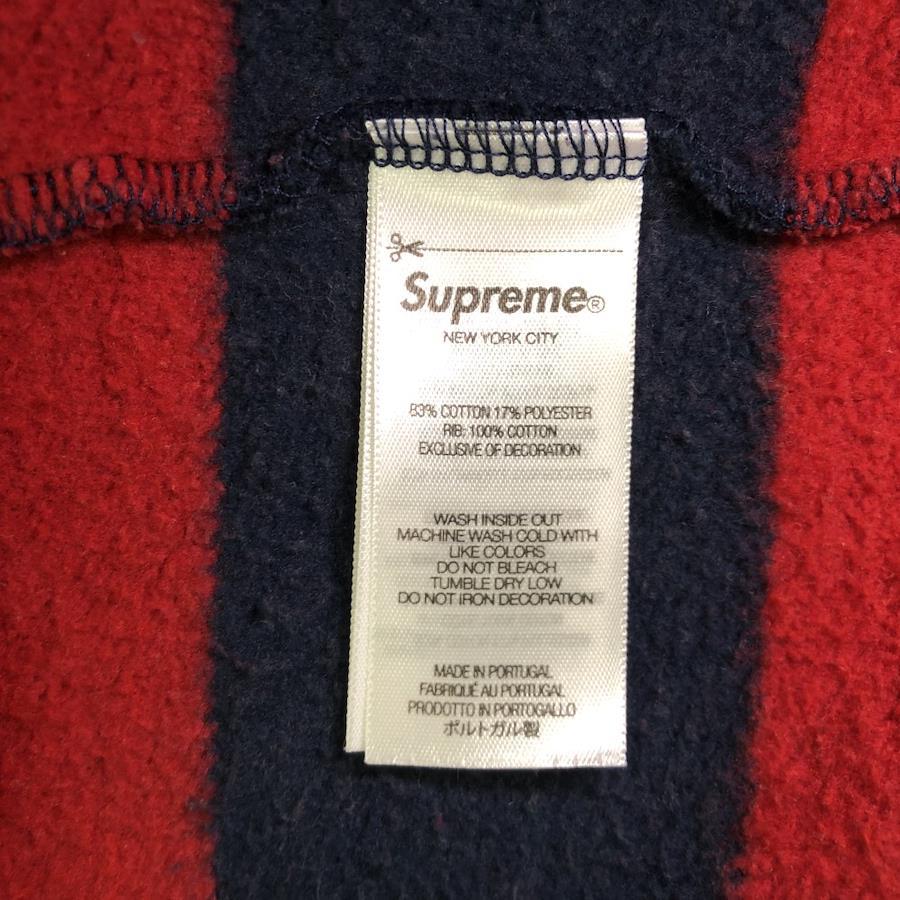 Supreme®
NEW YORK CITY
83% COTTON 17% POLYESTER
RIB: 100% COTTON
EXCLUSIVE OF DECORATION
WASH INSIDE OUT
MACHINE WASH COLD WITH
LIKE COLORS
DO NOT BLEACH
TUMBLE DRY LOW
DO NOT IRON DECORATION
MADE IN PORTUGAL
FABRIQUÉ AU PORTUGAL
PRODOTTO IN PORTOGALLO
ポルトガル製